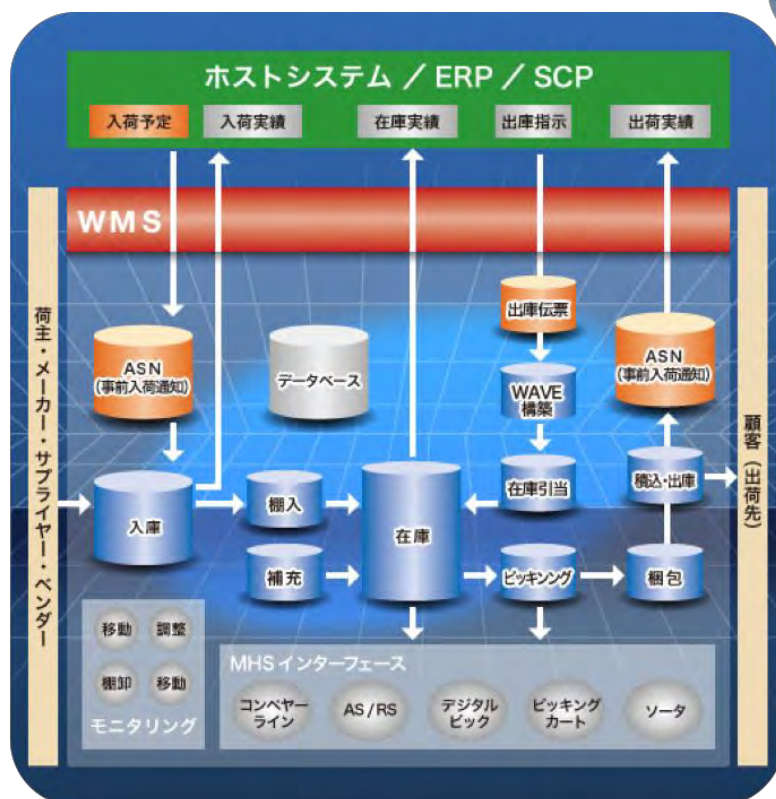 ホストシステム / ERP / SCP
入荷予定
入荷実績
在庫実績
出庫指示
出荷実績
WMS
荷主・メーカー・サプライヤー・ベンダー
ASN
(事前入荷通知)
データベース
出庫伝票
WAVE
構築
ASN
(事前入荷通知)
顧客(出荷先)
入庫
棚入
在庫
在庫引当
積込・出庫
補充
ピッキング
梱包
移動
調整
棚卸
移動
モニタリング
MHSインターフェース
コンベヤー
ライン
AS/RS
デジタル
ピック
ピッキング
カート
ソータ